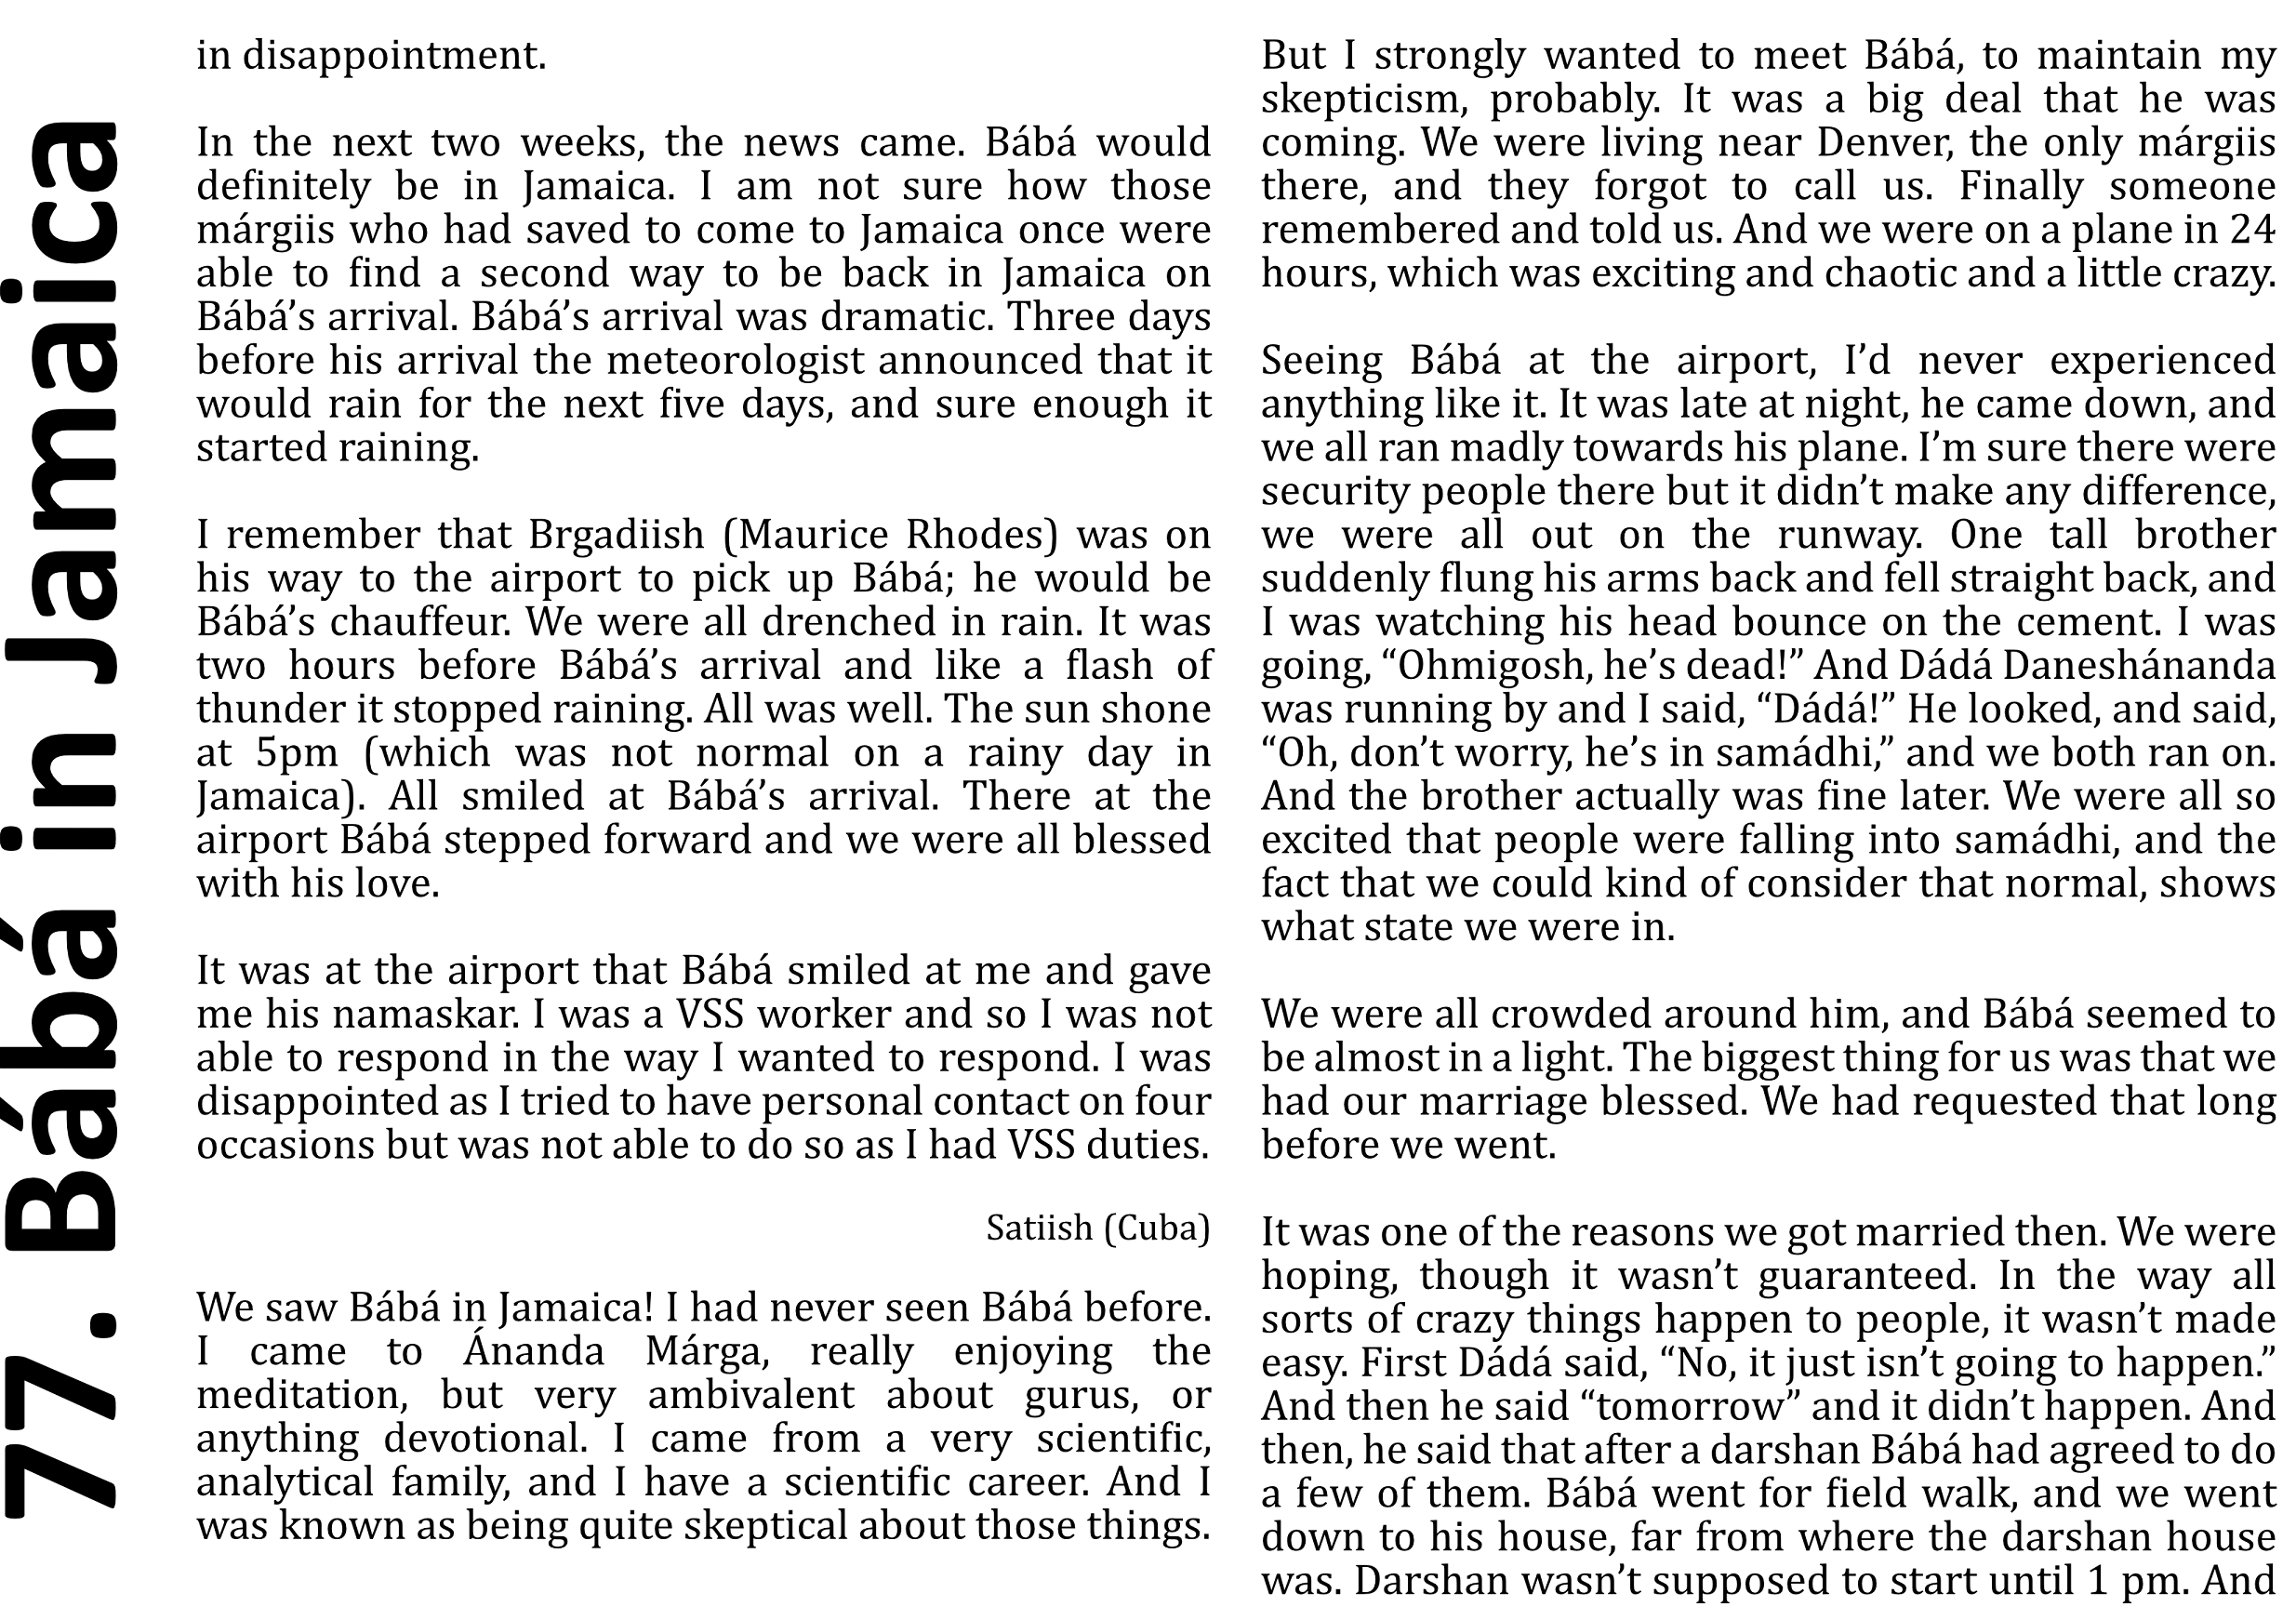 77. Bábá in Jamaica
in disappointment.
In the next two weeks, the news came. Bábá would
definitely be in Jamaica. I am not sure how those
márgiis who had saved to come to Jamaica once were
able to find a second way to be back in Jamaica on
Bábá’s arrival. Bábá’s arrival was dramatic. Three days
before his arrival the meteorologist announced that it
would rain for the next five days, and sure enough it
started raining.
I remember that Brgadiish (Maurice Rhodes) was on
his way to the airport to pick up Bábá; he would be
Bábá’s chauffeur. We were all drenched in rain. It was
two hours before Bábá’s arrival and like a flash of
thunder it stopped raining. All was well. The sun shone
at 5pm (which was not normal on a rainy day in
Jamaica). All smiled at Bábá’s arrival. There at the
airport Bábá stepped forward and we were all blessed
with his love.
It was at the airport that Bábá smiled at me and gave
me his namaskar. I was a VSS worker and so I was not
able to respond in the way I wanted to respond. I was
disappointed as I tried to have personal contact on four
occasions but was not able to do so as I had VSS duties.
Satiish (Cuba)
We saw Bábá in Jamaica! I had never seen Bábá before.
I came to Ánanda Márga, really enjoying the
meditation, but very ambivalent about gurus, or
anything devotional. I came from a very scientific,
analytical family, and I have a scientific career. And I
was known as being quite skeptical about those things.
But I strongly wanted to meet Bábá, to maintain my
skepticism, probably. It was a big deal that he was
coming. We were living near Denver, the only márgiis
there, and they forgot to call us. Finally someone
remembered and told us. And we were on a plane in 24
hours, which was exciting and chaotic and a little crazy.
Seeing Bábá at the airport, I’d never experienced
anything like it. It was late at night, he came down, and
we all ran madly towards his plane. I’m sure there were
security people there but it didn’t make any difference,
we were all out on the runway. One tall brother
suddenly flung his arms back and fell straight back, and
I was watching his head bounce on the cement. I was
going, “Ohmigosh, he’s dead!” And Dádá Daneshánanda
was running by and I said, “Dádá!” He looked, and said,
“Oh, don’t worry, he’s in samádhi,” and we both ran on.
And the brother actually was fine later. We were all so
excited that people were falling into samádhi, and the
fact that we could kind of consider that normal, shows
what state we were in.
We were all crowded around him, and Bábá seemed to
be almost in a light. The biggest thing for us was that we
had our marriage blessed. We had requested that long
before we went.
It was one of the reasons we got married then. We were
hoping, though it wasn’t guaranteed. In the way all
sorts of crazy things happen to people, it wasn’t made
easy. First Dádá said, “No, it just isn’t going to happen.”
And then he said “tomorrow” and it didn’t happen. And
then, he said that after a darshan Bábá had agreed to do
a few of them. Bábá went for field walk, and we went
down to his house, far from where the darshan house
was. Darshan wasn’t supposed to start until 1 pm. And